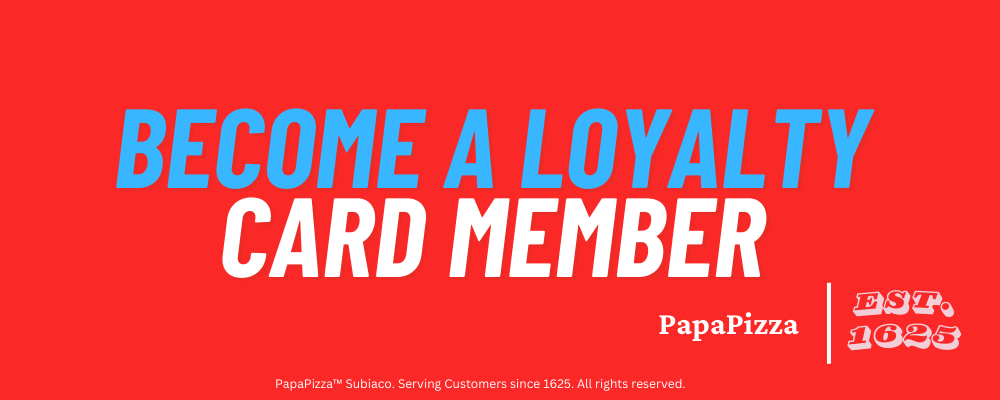 BECOME A LOYALTY
CARD MEMBER
PapaPizza
EST.
1625
PapaPizza™ Subiaco. Serving Customers since 1625. All rights reserved.